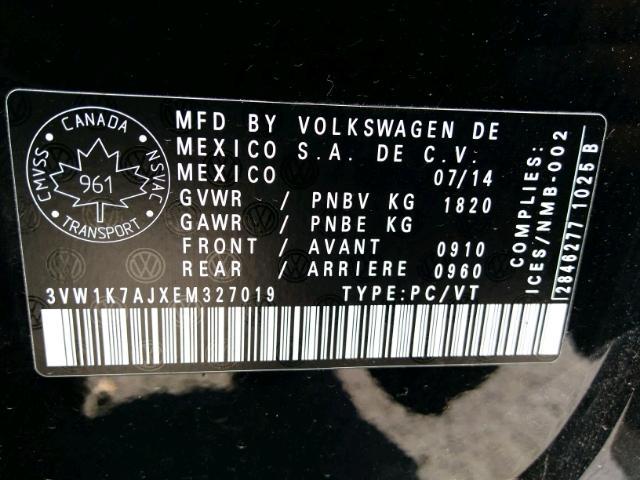 CANADA
CMVSS
NSVAC
961
TRANSPORT
MFD BY VOLKSWAGEN DE
MEXICO S.A. DE C.V.
MEXICO 07/14
GVWR / PNBV KG 1820
GAWR / PNBE KG
FRONT / AVANT 0910
REAR / ARRIERE 0960
3VW1K7AJXEM327019 TYPE:PC/VT
COMPLIES:
ICES/NMB-002
2846277 1025 B